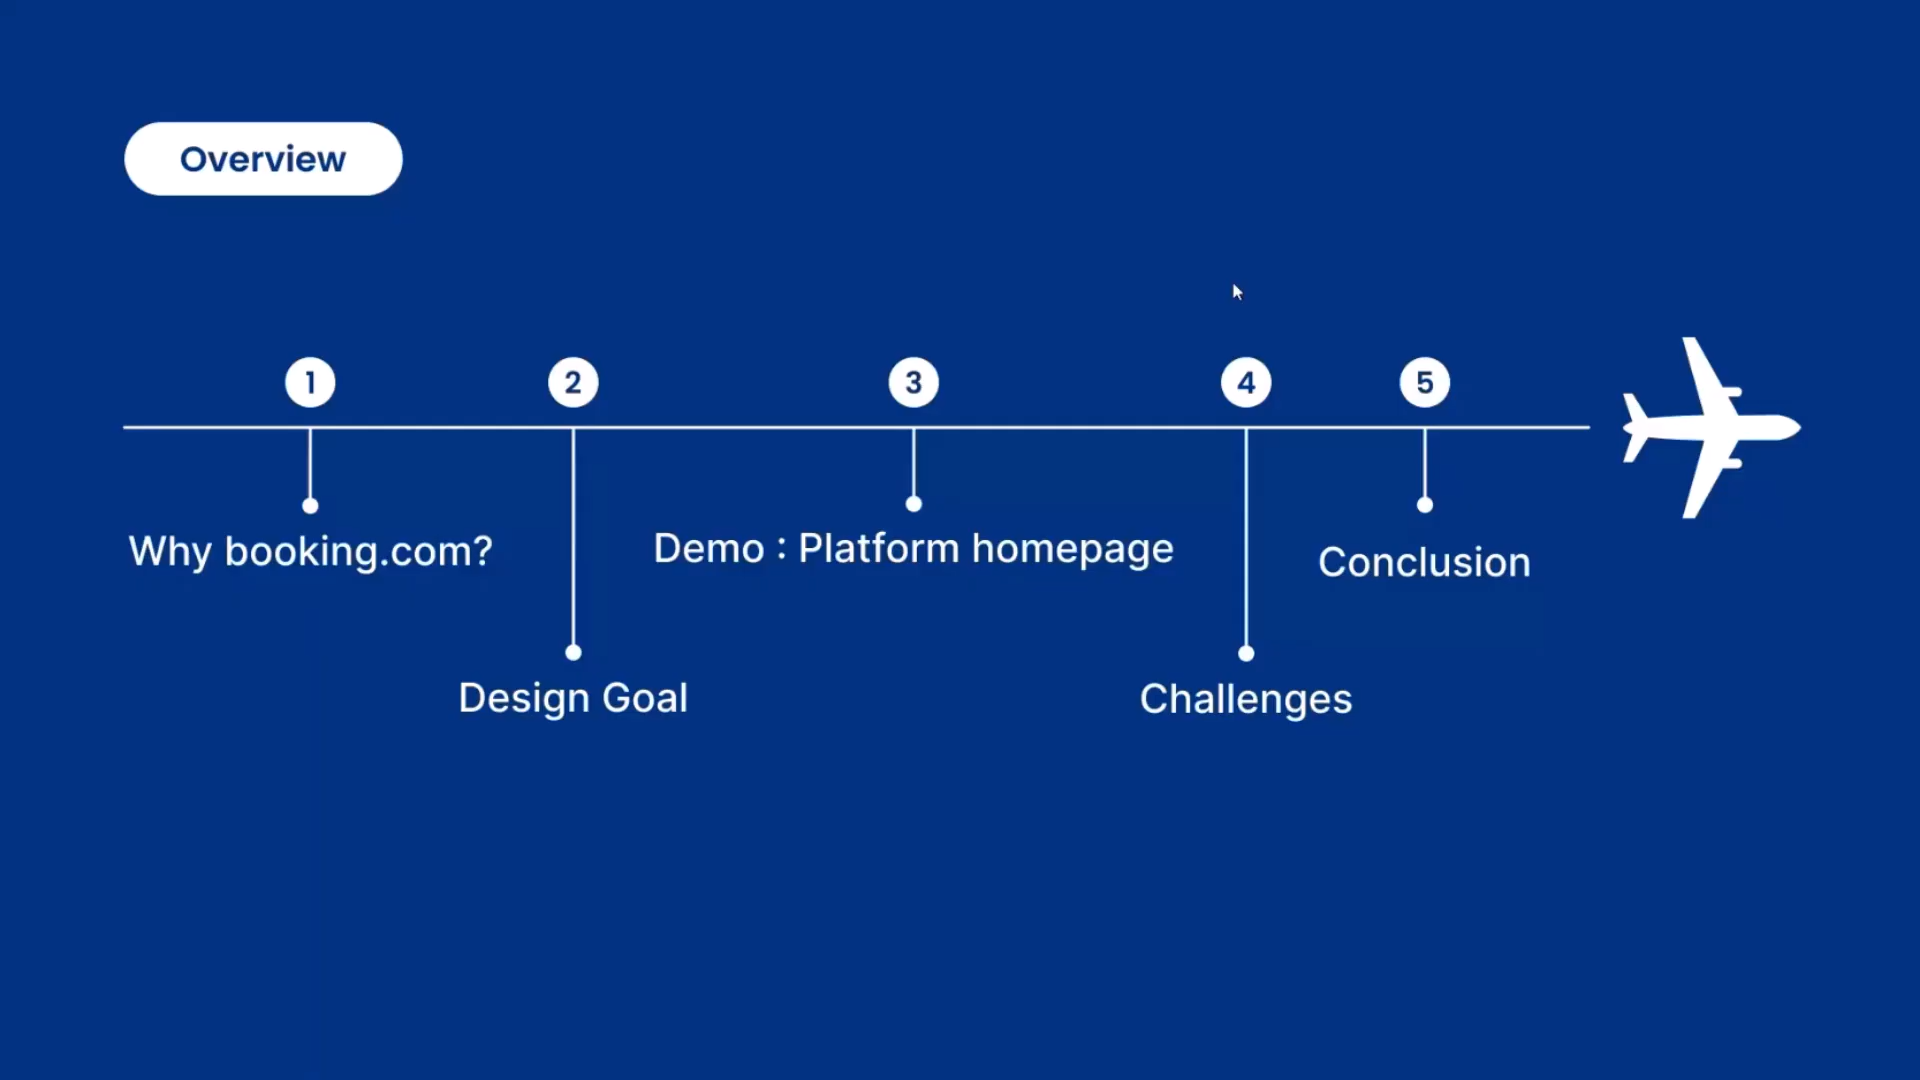 Overview
1
2
3
4
5
Why booking.com?
Demo : Platform homepage
Conclusion
Design Goal
Challenges